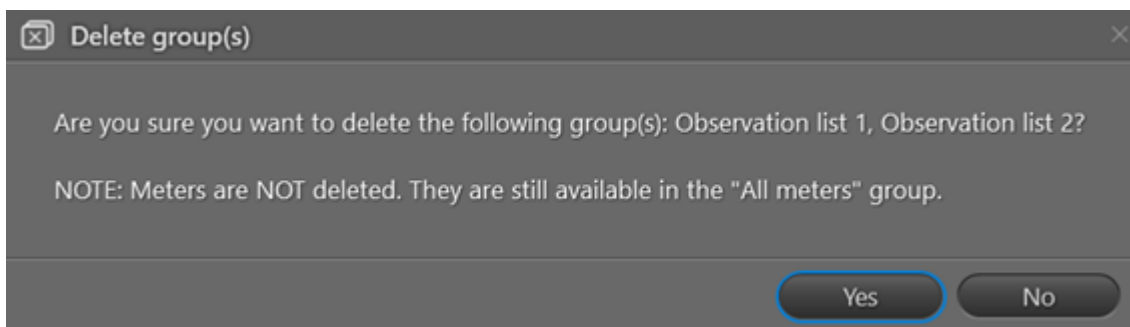 Delete group(s)
Are you sure you want to delete the following group(s): Observation list 1, Observation list 2?
NOTE: Meters are NOT deleted. They are still available in the "All meters" group.
Yes
No